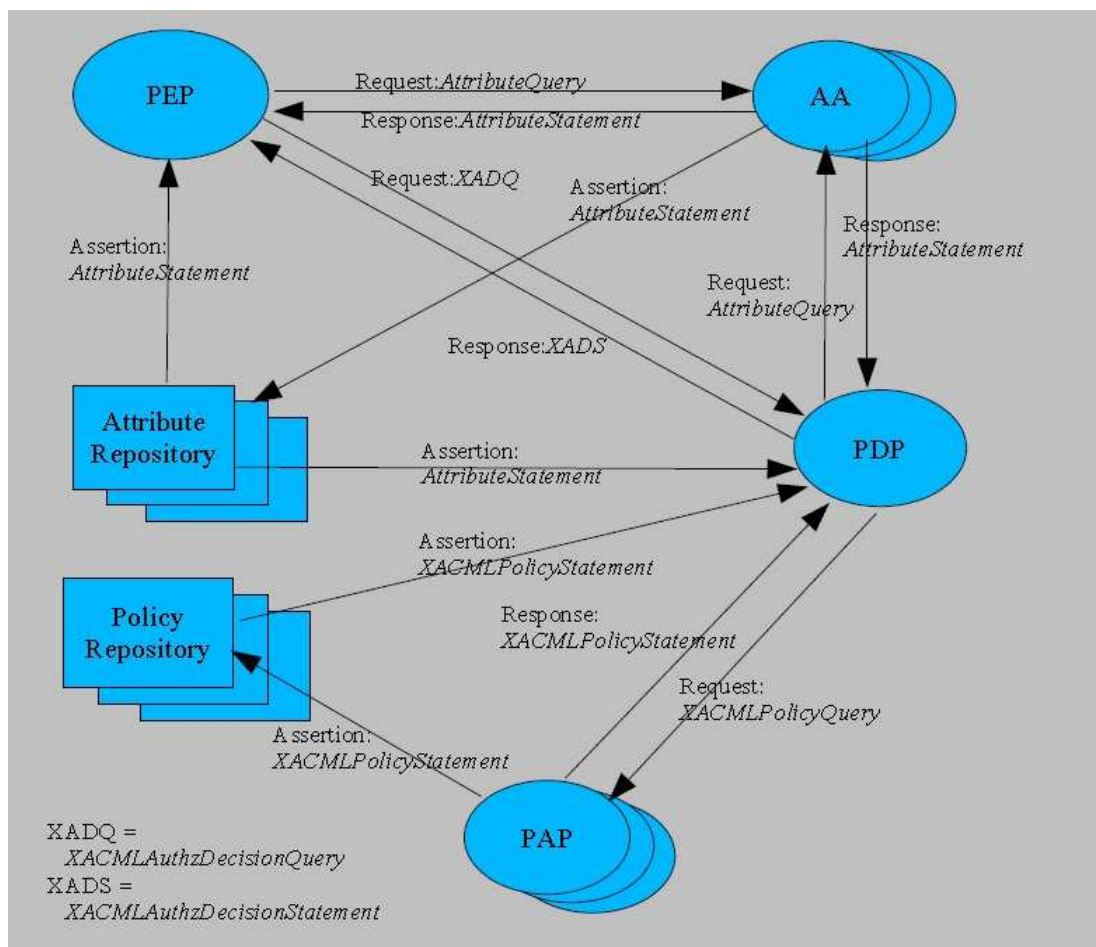 PEP
Request:AttributeQuery
AA
Response:AttributeStatement
Request:XADQ
Assertion:
AttributeStatement
Response:
AttributeStatement
Assertion:
AttributeStatement
Request:
AttributeQuery
Response:XADS
Attribute
Repository
PDP
Assertion:
AttributeStatement
Assertion:
XACMLPolicyStatement
Policy
Repository
Response:
XACMLPolicyStatement
Request:
XACMLPolicyQuery
Assertion:
XACMLPolicyStatement
PAP
XADQ =
XACMLAuthzDecisionQuery
XADS =
XACMLAuthzDecisionStatement